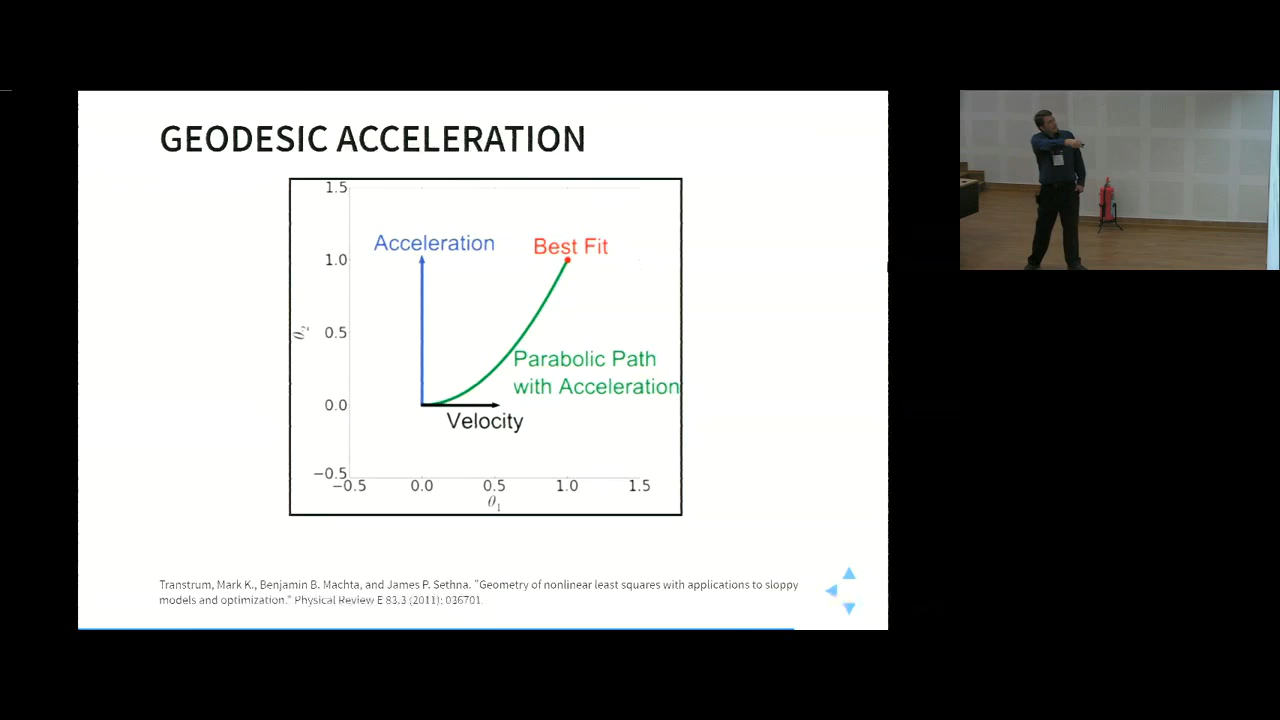 GEODESIC ACCELERATION
1.5
Acceleration
Best Fit
1.0
θ2
0.5
Parabolic Path
with Acceleration
0.0
Velocity
−0.5
−0.5 0.0 0.5 1.0 1.5
θ1
Transtrum, Mark K., Benjamin B. Machta, and James P. Sethna. "Geometry of nonlinear least squares with applications to sloppy
models and optimization." Physical Review E 83.3 (2011): 036701.